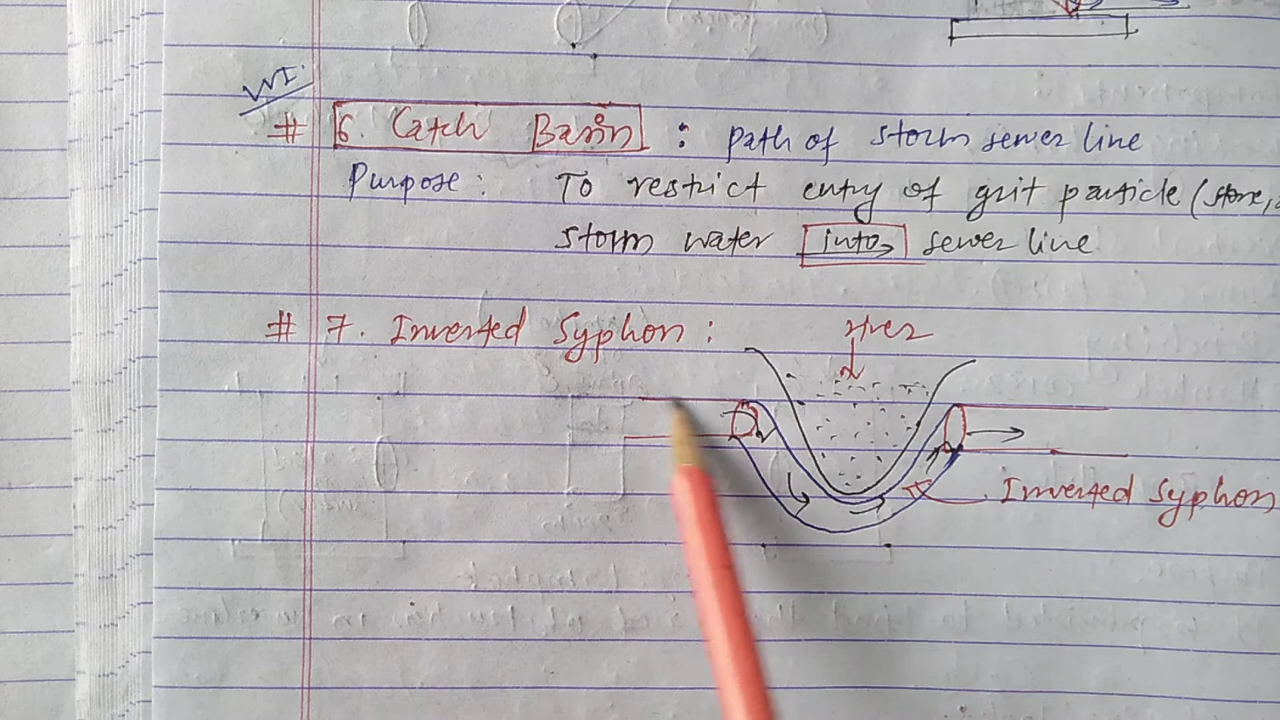 VVI.
# 6. Catch Basin : path of storm sewer line
Purpose : To restrict entry of grit particle (stone,
storm water into sewer line
# 7. Inverted Syphon :
river
Inverted Syphon